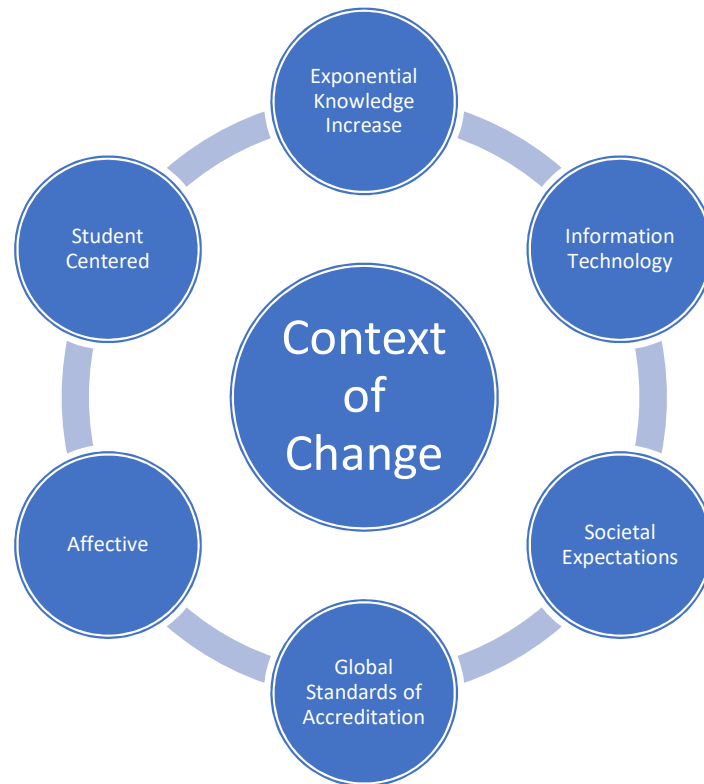 Exponential
Knowledge
Increase
Information
Technology
Societal
Expectations
Global
Standards of
Accreditation
Affective
Student
Centered
Context
of
Change